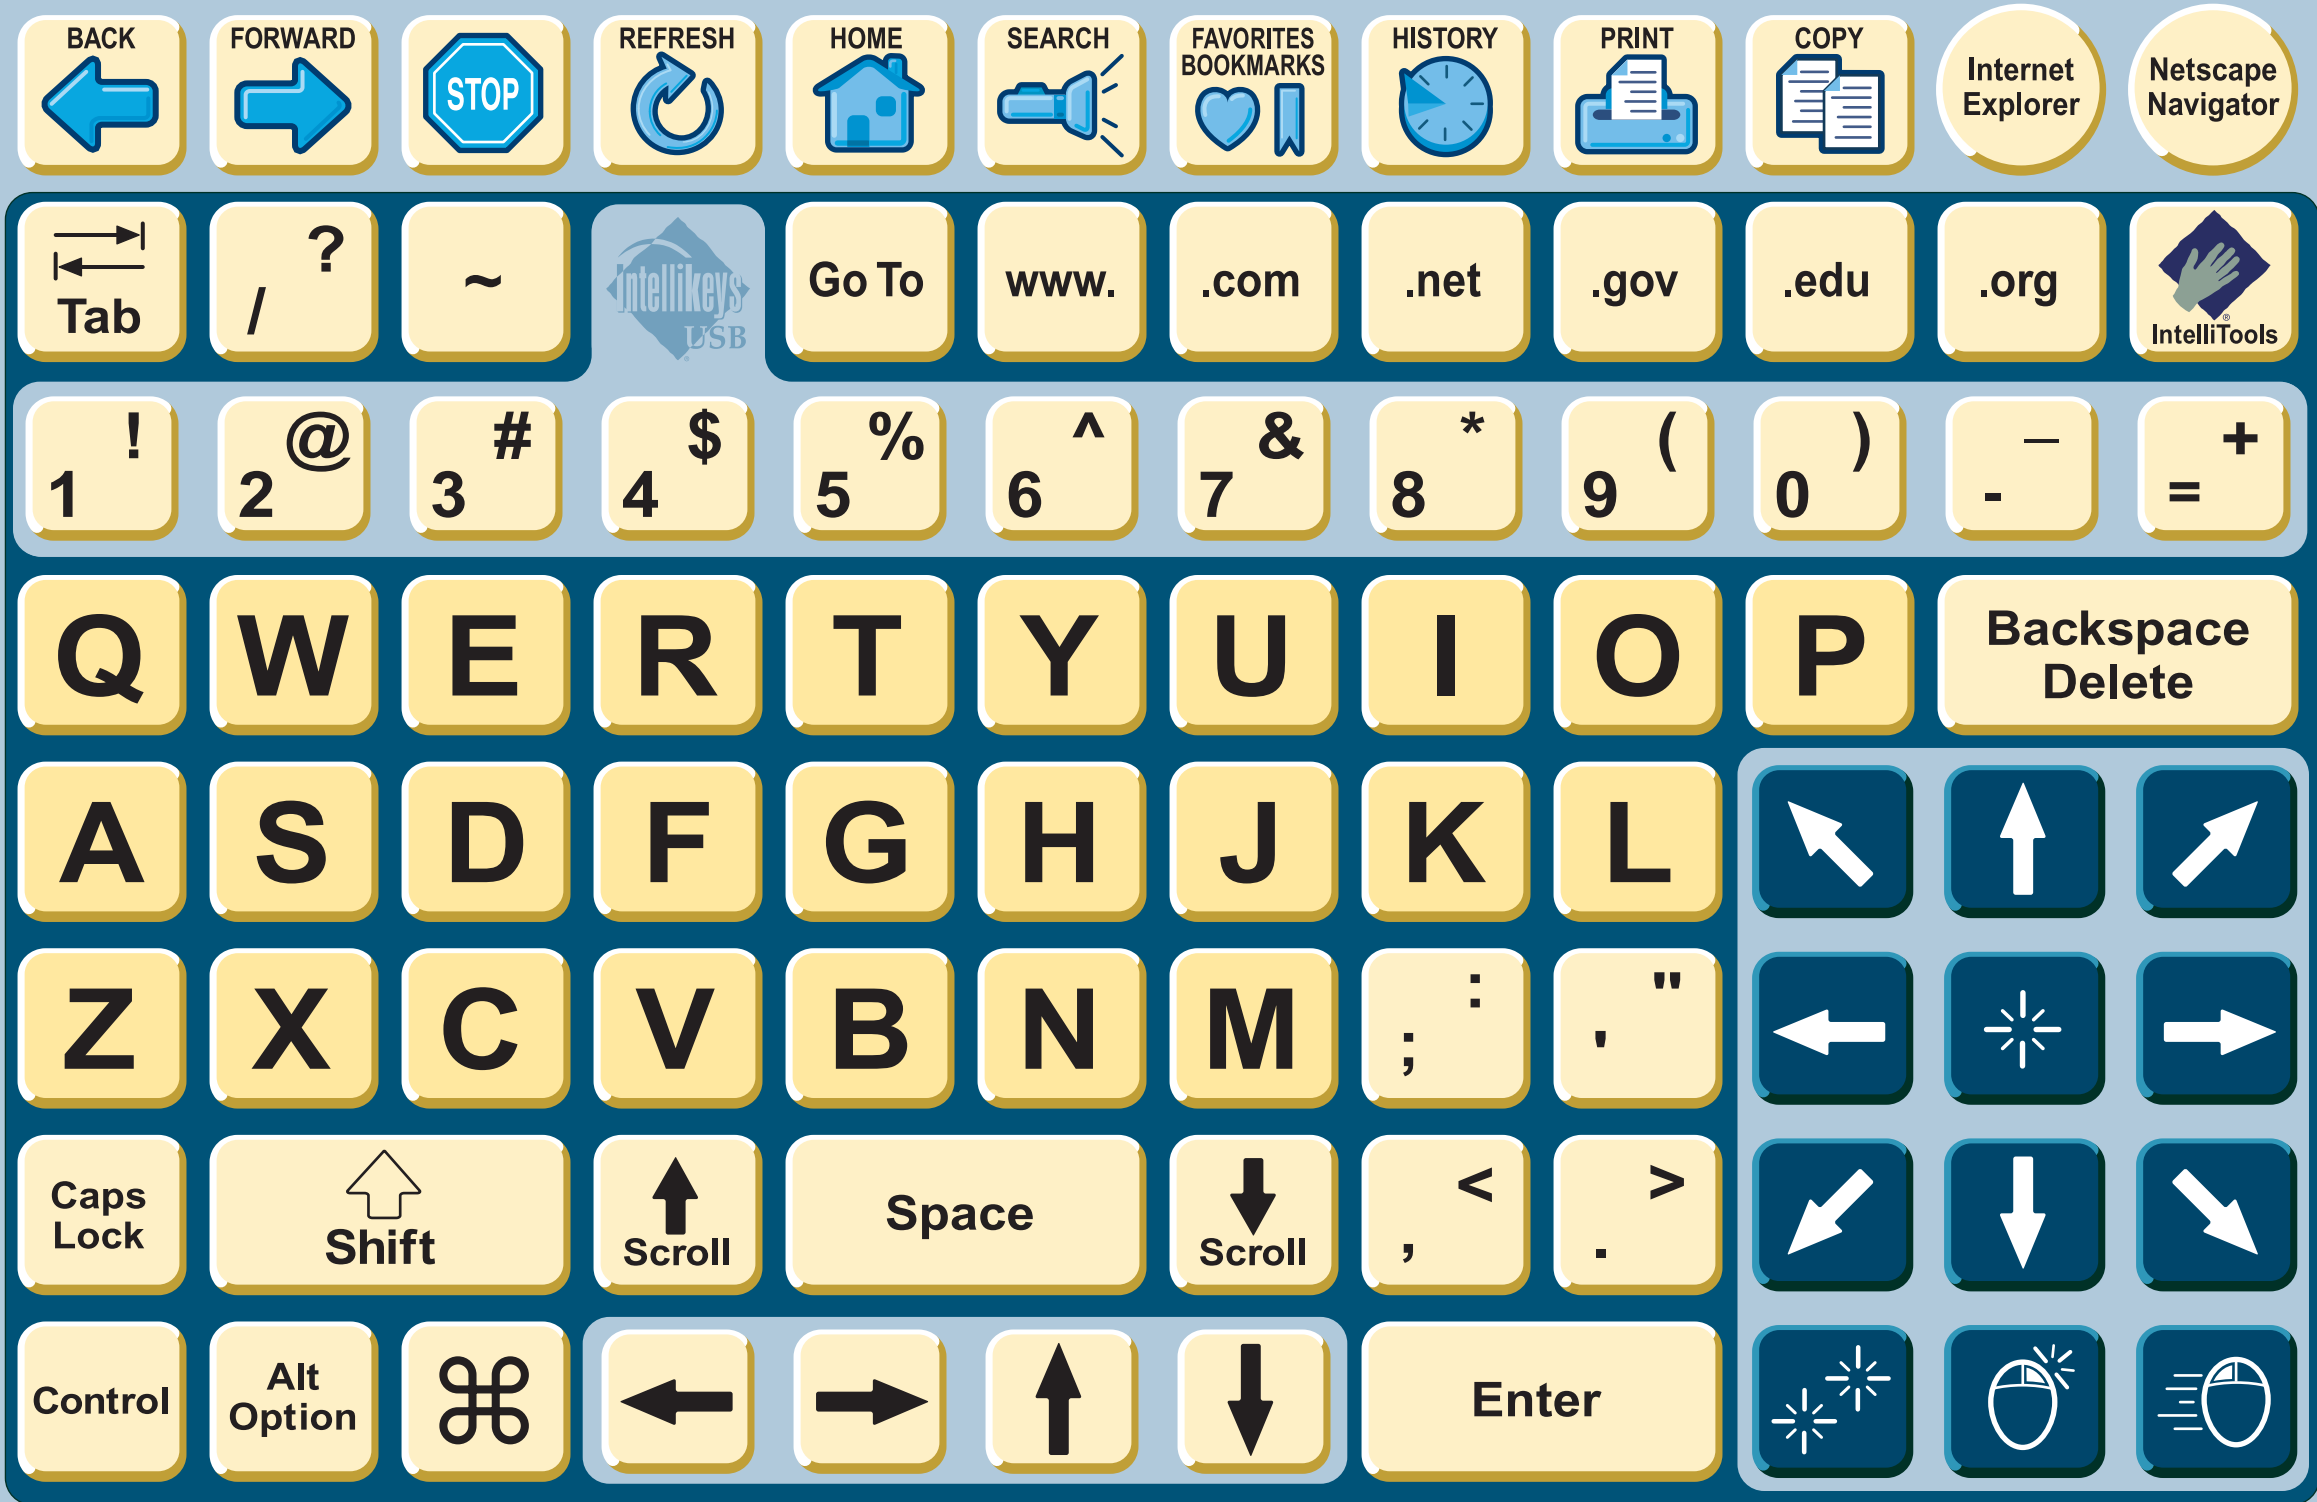 BACK
FORWARD
STOP
REFRESH
HOME
SEARCH
FAVORITES
BOOKMARKS
HISTORY
PRINT
COPY
Internet
Explorer
Netscape
Navigator
Tab
?
/
~
Intellikeys
USB
Go To
www.
.com
.net
.gov
.edu
.org
®
IntelliTools
! @ # $ % ^ & * ( ) _ +
1 2 3 4 5 6 7 8 9 0 - =
Q W E R T Y U I O P
Backspace
Delete
A S D F G H J K L
Z X C V B N M
:
;
"
'
Caps
Lock
Shift
Scroll
Space
Scroll
<
,
>
.
Control
Alt
Option
⌘
Enter